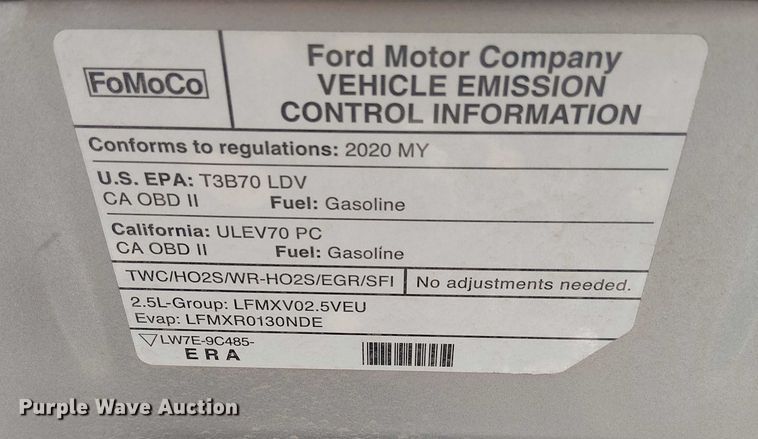 FoMoCo
Ford Motor Company
VEHICLE EMISSION
CONTROL INFORMATION
Conforms to regulations: 2020 MY
U.S. EPA: T3B70 LDV
CA OBD II Fuel: Gasoline
California: ULEV70 PC
CA OBD II Fuel: Gasoline
TWC/HO2S/WR-HO2S/EGR/SFI No adjustments needed.
2.5L-Group: LFMXV02.5VEU
Evap: LFMXR0130NDE
LW7E-9C485-
ERA
Purple Wave Auction